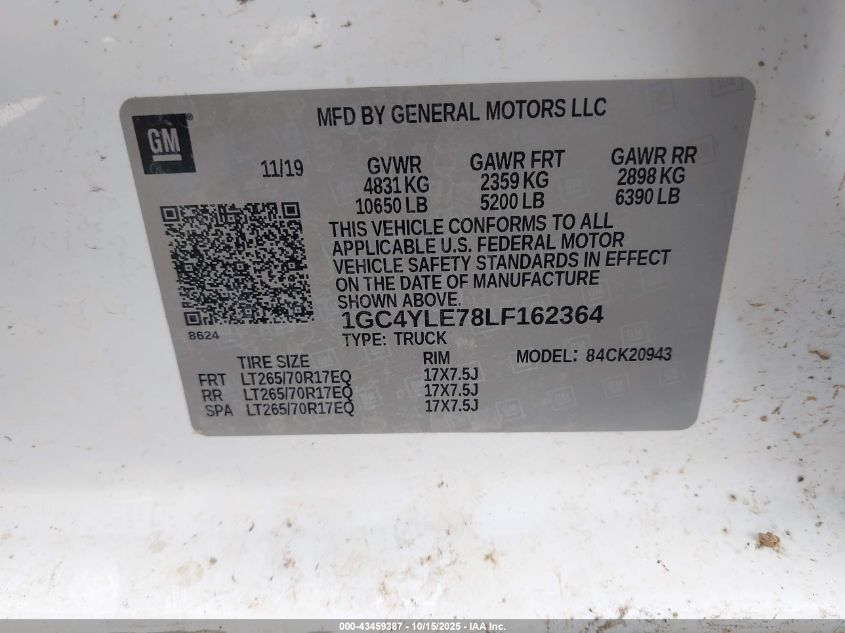 MFD BY GENERAL MOTORS LLC
GM
11/19
GVWR GAWR FRT GAWR RR
4831 KG 2359 KG 2898 KG
10650 LB 5200 LB 6390 LB
THIS VEHICLE CONFORMS TO ALL
APPLICABLE U.S. FEDERAL MOTOR
VEHICLE SAFETY STANDARDS IN EFFECT
ON THE DATE OF MANUFACTURE
SHOWN ABOVE.
8624
1GC4YLE78LF162364
TYPE: TRUCK
TIRE SIZE RIM MODEL: 84CK20943
FRT LT265/70R17EQ 17X7.5J
RR LT265/70R17EQ 17X7.5J
SPA LT265/70R17EQ 17X7.5J
000-43459387 - 10/15/2025 - IAA Inc.